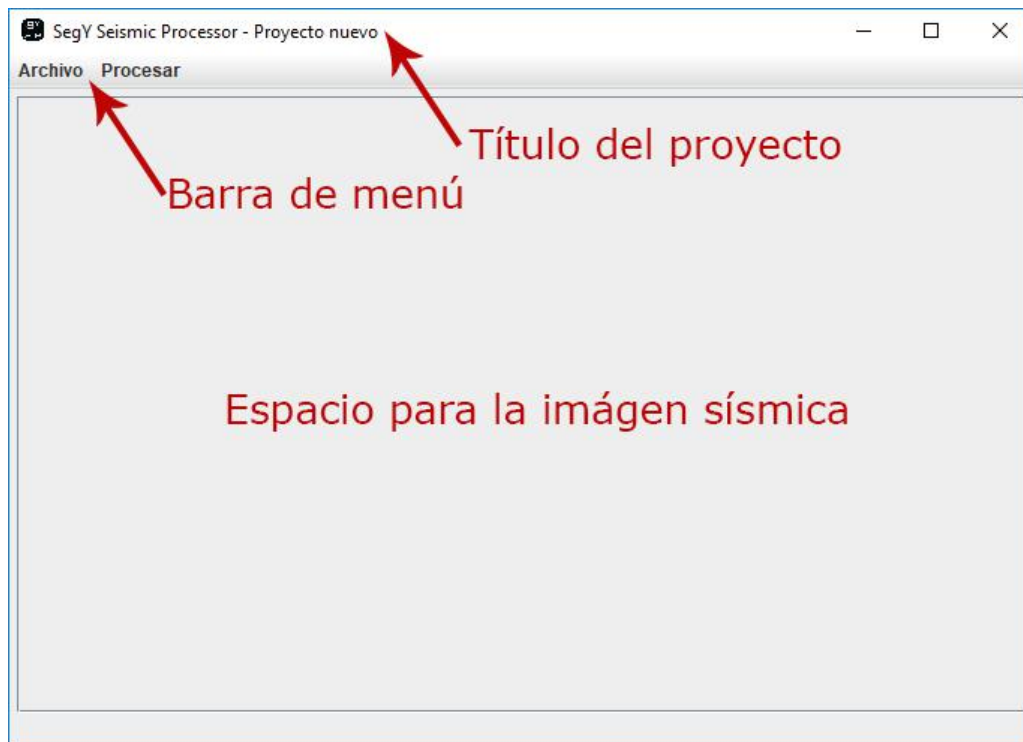 SegY Seismic Processor - Proyecto nuevo
Archivo Procesar
Título del proyecto
Barra de menú
Espacio para la imágen sísmica